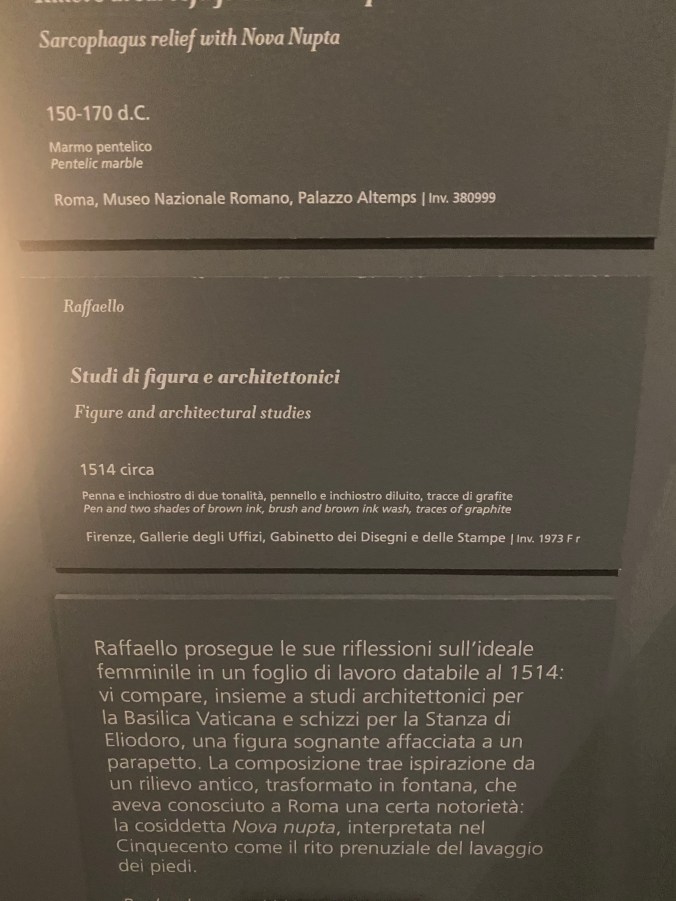 Sarcophagus relief with Nova Nupta
150-170 d.C.
Marmo pentelico
Pentelic marble
Roma, Museo Nazionale Romano, Palazzo Altemps | Inv. 380999
Raffaello
Studi di figura e architettonici
Figure and architectural studies
1514 circa
Penna e inchiostro di due tonalità, pennello e inchiostro diluito, tracce di grafite
Pen and two shades of brown ink, brush and brown ink wash, traces of graphite
Firenze, Gallerie degli Uffizi, Gabinetto dei Disegni e delle Stampe | Inv. 1973 F r
Raffaello prosegue le sue riflessioni sull'ideale
femminile in un foglio di lavoro databile al 1514:
vi compare, insieme a studi architettonici per
la Basilica Vaticana e schizzi per la Stanza di
Eliodoro, una figura sognante affacciata a un
parapetto. La composizione trae ispirazione da
un rilievo antico, trasformato in fontana, che
aveva conosciuto a Roma una certa notorietà:
la cosiddetta Nova nupta, interpretata nel
Cinquecento come il rito prenuziale del lavaggio
dei piedi.